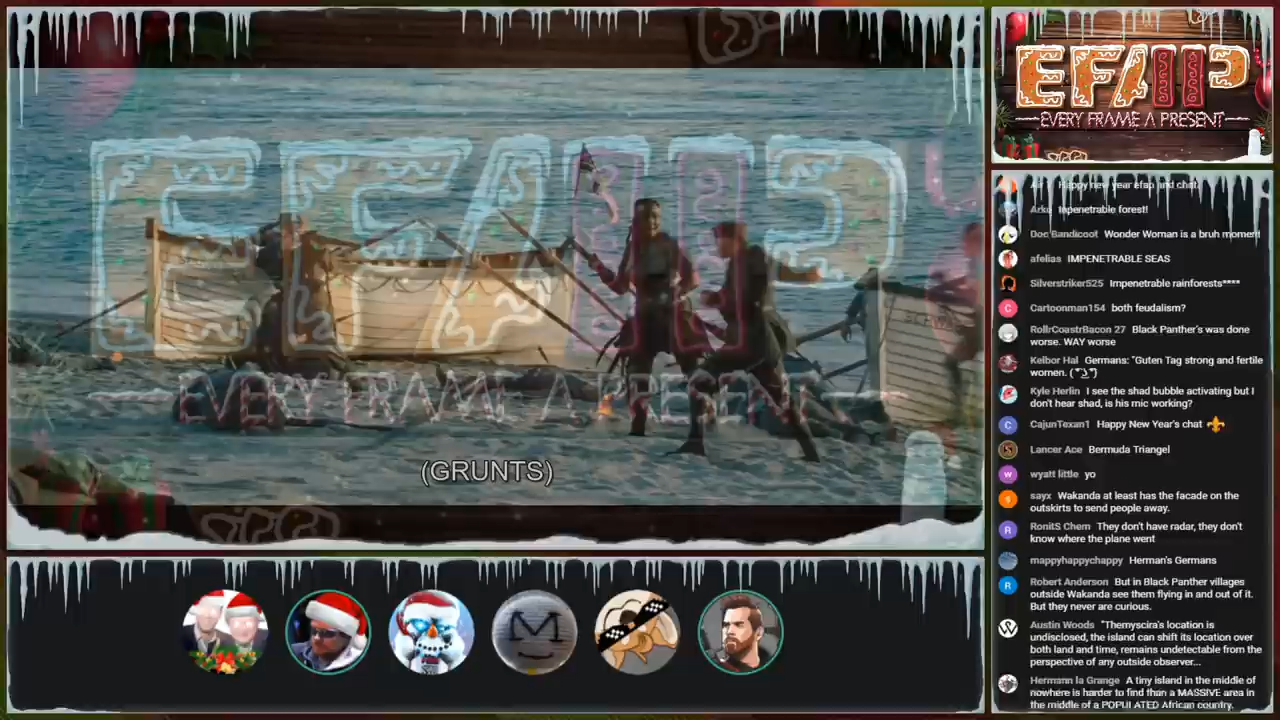 EFAIIP
EVERY FRAME A PRESENT
(GRUNTS)
M
EFAIIP
EVERY FRAME A PRESENT
Happy new year efap and chat!
Arko Inpenetrable forest!
Doc Bandicoot Wonder Woman is a bruh moment
afelias IMPENETRABLE SEAS
Silverstriker525 Impenetrable rainforests****
C Cartoonman154 both feudalism?
RollrCoastrBacon 27 Black Panther's was done
worse. WAY worse
Kelbor Hal Germans: "Guten Tag strong and fertile
women.
Kyle Herlin I see the shad bubble activating but I
don't hear shad, is his mic working?
C CajunTexan1 Happy New Year's chat
Lancer Ace Bermuda Triangel
w wyatt little yo
s sayx Wakanda at least has the facade on the
outskirts to send people away.
R RonitS Chem They don't have radar, they don't
know where the plane went
mappyhappychappy Herman's Germans
R Robert Anderson But in Black Panther villages
outside Wakanda see them flying in and out of it.
But they never are curious.
Austin Woods "Themyscira's location is
undisclosed, the island can shift its location over
both land and time, remains undetectable from the
perspective of any outside observer...
Hermann la Grange A tiny island in the middle of
nowhere is harder to find than a MASSIVE area in
the middle of a POPULATED African country.